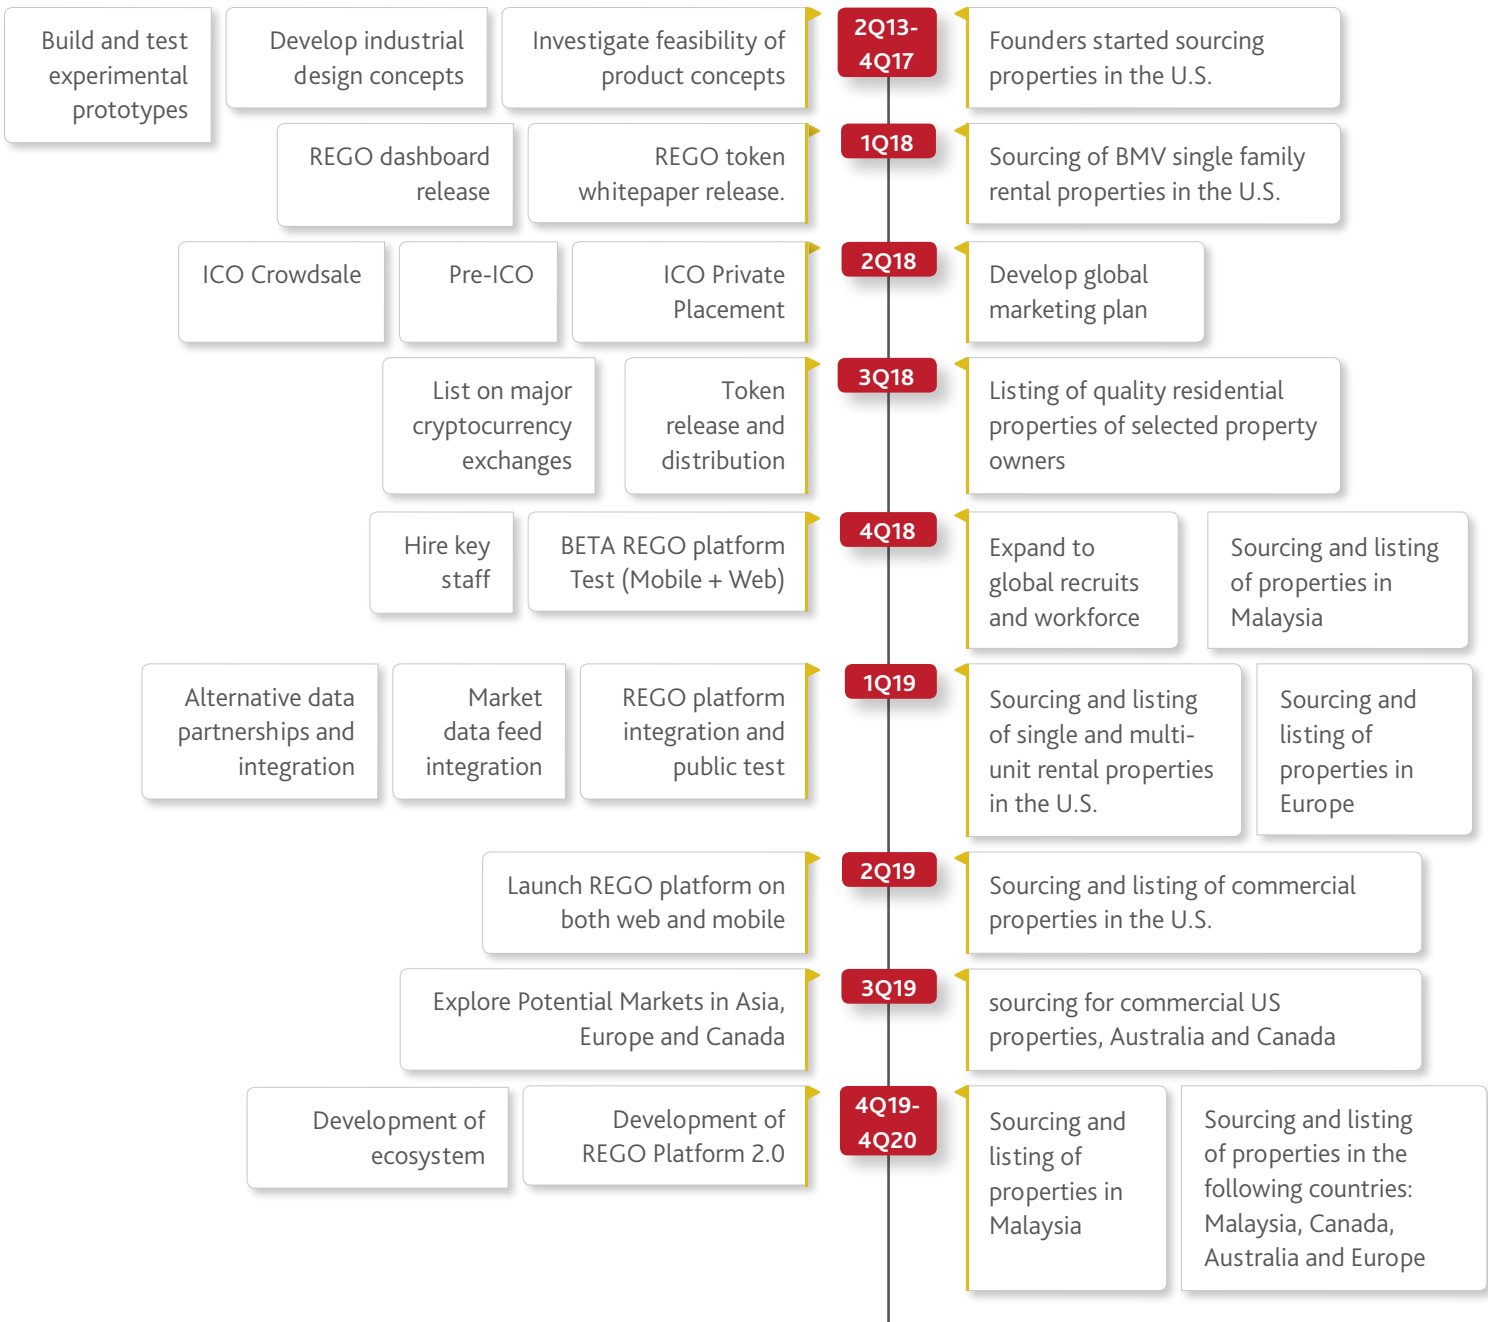 Build and test
experimental
prototypes
Develop industrial
design concepts
Investigate feasibility of
product concepts
2Q13-
4Q17
Founders started sourcing
properties in the U.S.
REGO dashboard
release
REGO token
whitepaper release.
1Q18
Sourcing of BMV single family
rental properties in the U.S.
ICO Crowdsale
Pre-ICO
ICO Private
Placement
2Q18
Develop global
marketing plan
List on major
cryptocurrency
exchanges
Token
release and
distribution
3Q18
Listing of quality residential
properties of selected property
owners
Hire key
staff
BETA REGO platform
Test (Mobile + Web)
4Q18
Expand to
global recruits
and workforce
Sourcing and listing
of properties in
Malaysia
Alternative data
partnerships and
integration
Market
data feed
integration
REGO platform
integration and
public test
1Q19
Sourcing and listing
of single and multi-
unit rental properties
in the U.S.
Sourcing and
listing of
properties in
Europe
Launch REGO platform on
both web and mobile
2Q19
Sourcing and listing of commercial
properties in the U.S.
Explore Potential Markets in Asia,
Europe and Canada
3Q19
sourcing for commercial US
properties, Australia and Canada
Development of
ecosystem
Development of
REGO Platform 2.0
4Q19-
4Q20
Sourcing and
listing of
properties in
Malaysia
Sourcing and listing
of properties in the
following countries:
Malaysia, Canada,
Australia and Europe